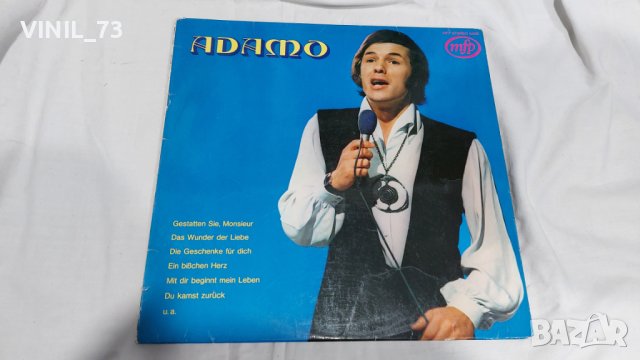 VINIL_73
ADAMO
mfp
Gestatten Sie, Monsieur
Das Wunder der Liebe
Die Geschenke für dich
Ein bißchen Herz
Mit dir beginnt mein Leben
Du kamst zurück
u. a.
BAZAR